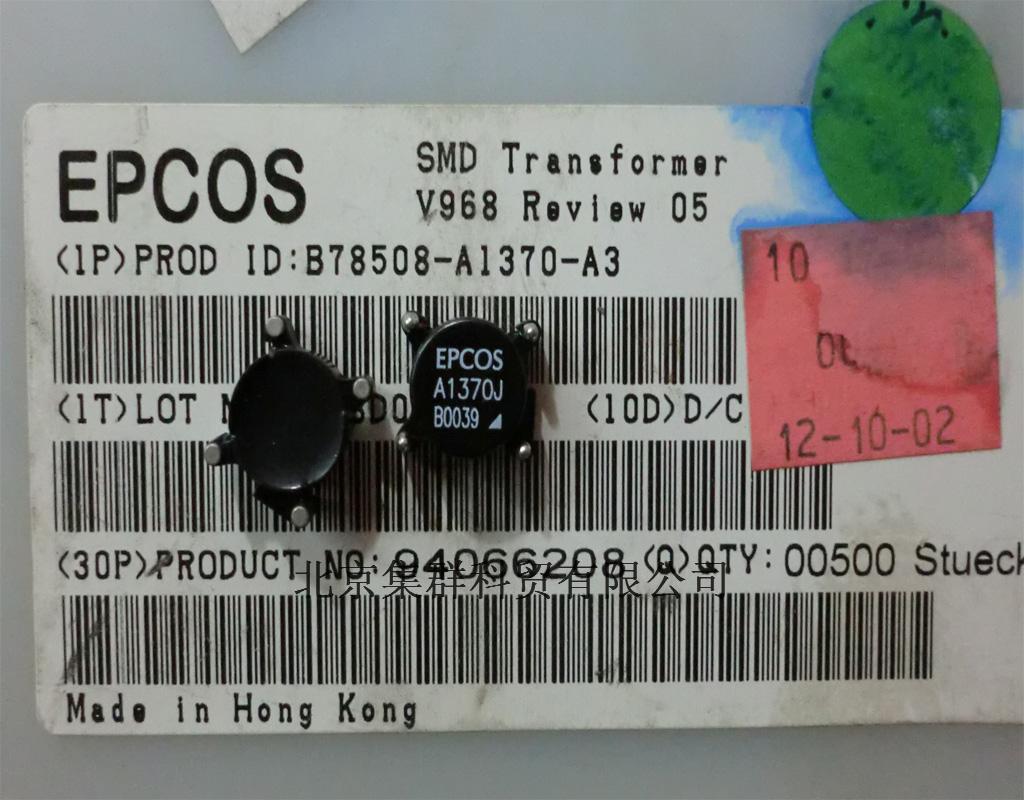 EPCOS
SMD Transformer
V968 Review 05
(1P)PROD ID:B78508-A1370-A3
10
EPCOS
A1370J
B0039
(1T)LOT
(10D)D/C
12-10-02
(30P)PRODUCT NO: 94066208 (Q)QTY: 00500 Stueck
北京集群科贸有限公司
Made in Hong Kong